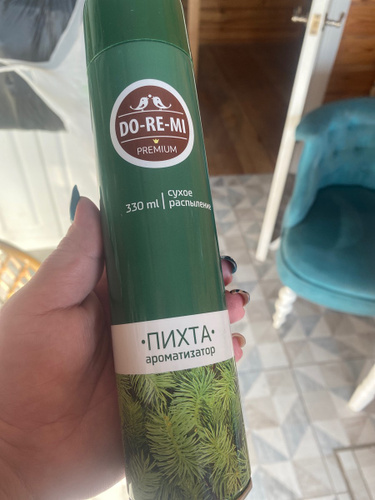 DO-RE-MI
PREMIUM
330 ml | сухое
распыление
•ПИХТА•
ароматизатор